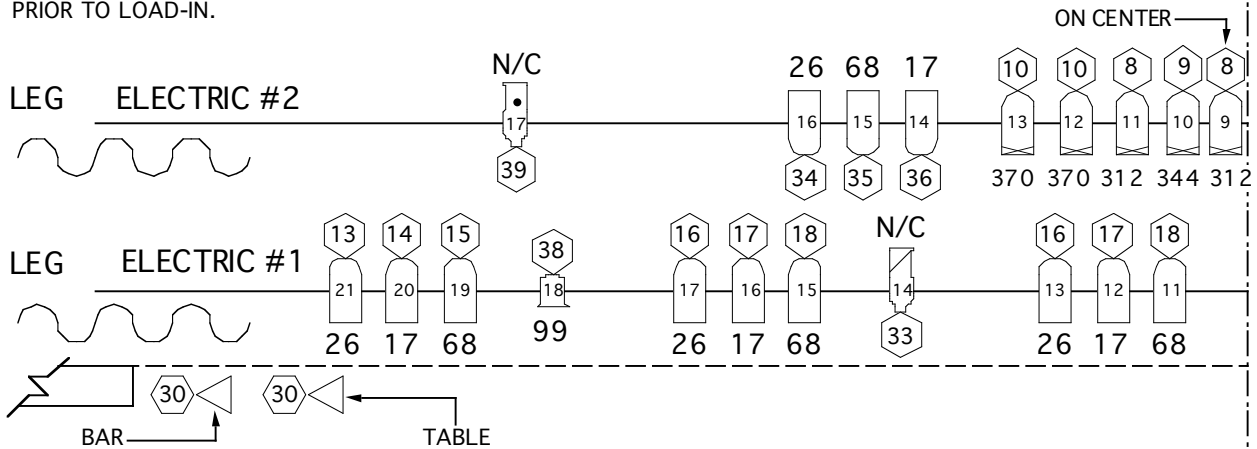 PRIOR TO LOAD-IN.
ON CENTER
N/C 26 68 17 10 10 8 9 8
LEG ELECTRIC #2
17 16 15 14 13 12 11 10 9
39 34 35 36 370 370 312 344 312
13 14 15 38 16 17 18 N/C 16 17 18
LEG ELECTRIC #1
21 20 19 18 17 16 15 14 13 12 11
26 17 68 99 26 17 68 33 26 17 68
30 30
BAR TABLE